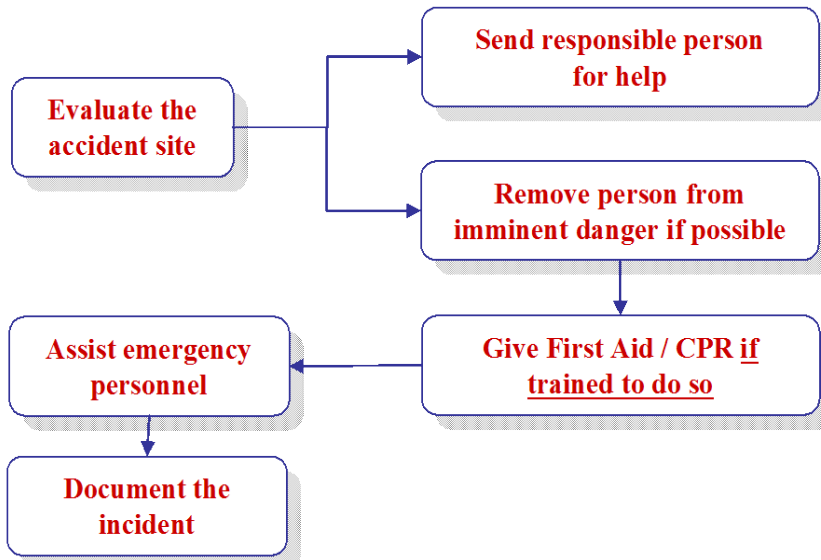 Send responsible person
for help
Evaluate the
accident site
Remove person from
imminent danger if possible
Give First Aid / CPR if
trained to do so
Assist emergency
personnel
Document the
incident